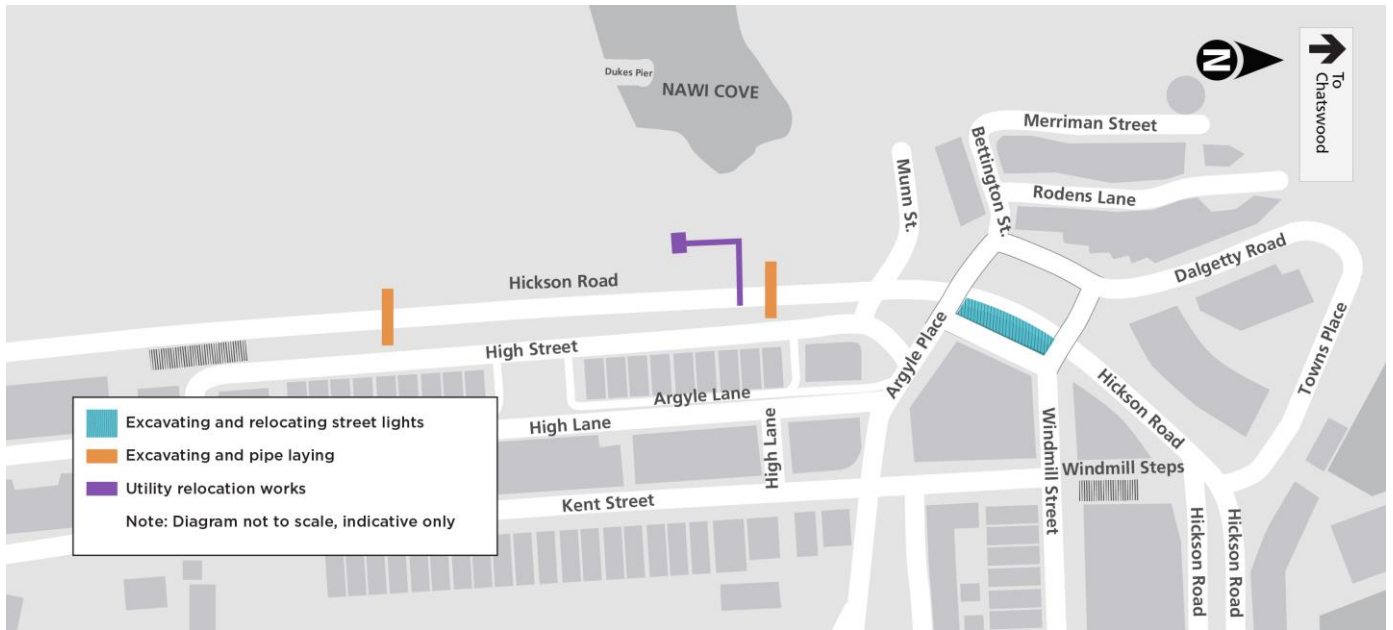 Dukes Pier
NAWI COVE
N
To
Chatswood
Merriman Street
Bettington St.
Munn St.
Rodens Lane
Dalgetty Road
Hickson Road
High Street
Argyle Place
Towns Place
Argyle Lane
Hickson Road
High Lane
High Lane
Windmill Street
Windmill Steps
Kent Street
Hickson Road
Hickson Road
Excavating and relocating street lights
Excavating and pipe laying
Utility relocation works
Note: Diagram not to scale, indicative only